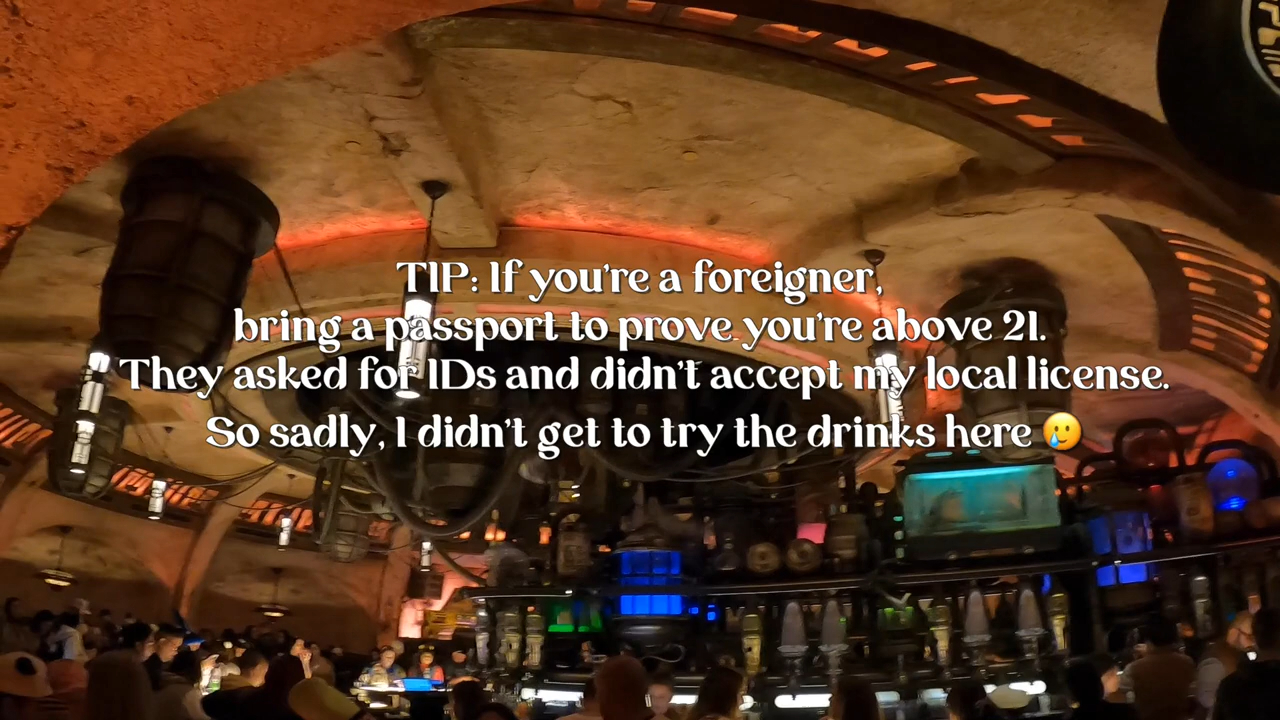 TIP: If you're a foreigner,
bring a passport to prove you're above 21.
They asked for IDs and didn't accept my local license.
So sadly, I didn't get to try the drinks here 🥲